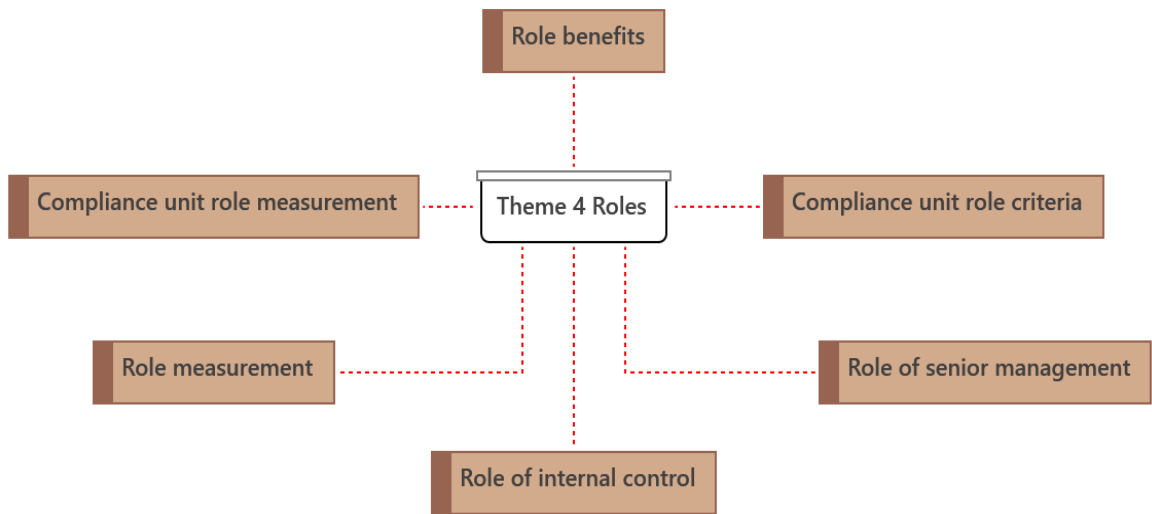 Role benefits
Compliance unit role measurement
Theme 4 Roles
Compliance unit role criteria
Role measurement
Role of senior management
Role of internal control